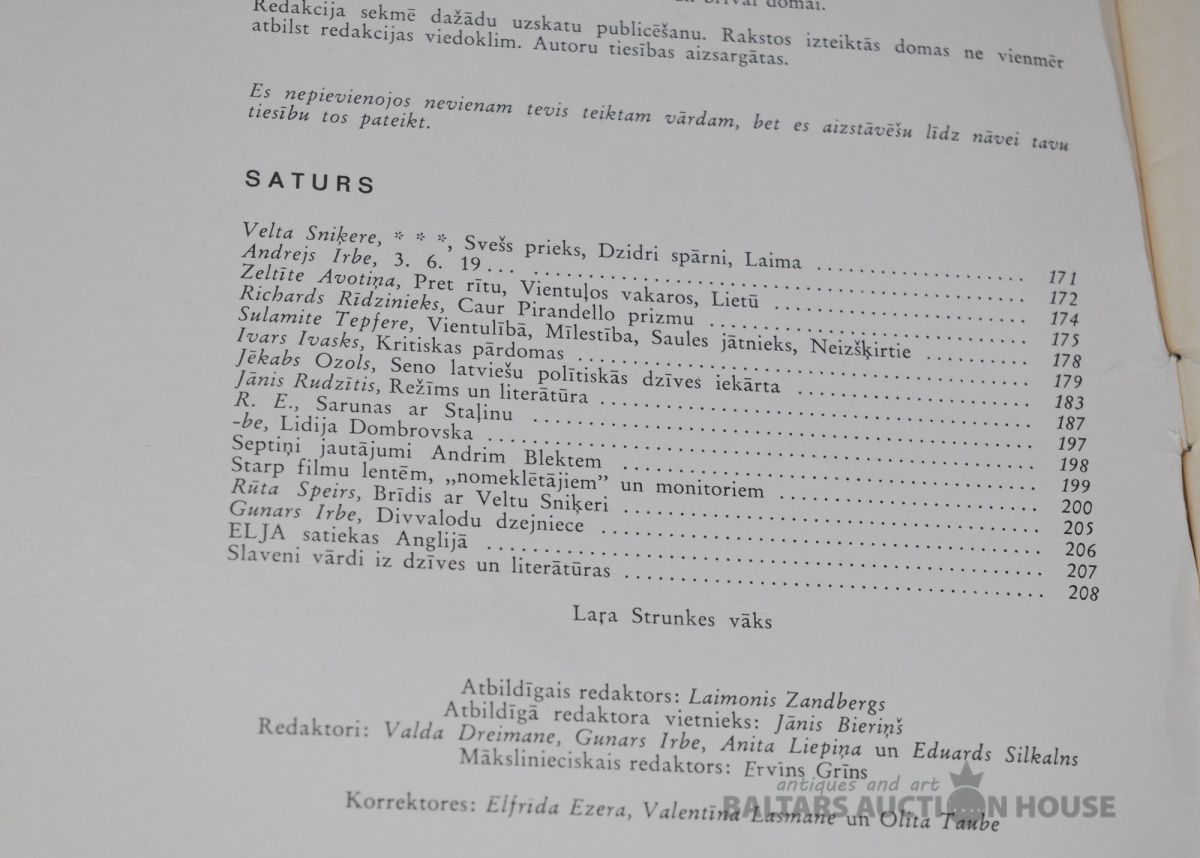 brīvai domai.
Redakcija sekmē dažādu uzskatu publicēšanu. Rakstos izteiktās domas ne vienmēr
atbilst redakcijas viedoklim. Autoru tiesības aizsargātas.
Es nepievienojos nevienam tevis teiktam vārdam, bet es aizstāvēšu līdz nāvei tavu
tiesību tos pateikt.
SATURS
Velta Sniķere, * * *, Svešs prieks, Dzidri spārni, Laima .................... 171
Andrejs Irbe, 3. 6. 19... .................... 172
Zeltīte Avotiņa, Pret rītu, Vientuļos vakaros, Lietū .................... 174
Richards Rīdzinieks, Caur Pirandello prizmu .................... 175
Sulamite Tepfere, Vientulībā, Mīlestība, Saules jātnieks, Neizšķirtie .......... 178
Ivars Ivasks, Kritiskas pārdomas .................... 179
Jēkabs Ozols, Seno latviešu polītiskās dzīves iekārta .................... 183
Jānis Rudzītis, Režīms un literātūra .................... 187
R. E., Sarunas ar Staļinu .................... 197
-be, Lidija Dombrovska .................... 198
Septiņi jautājumi Andrim Blektem .................... 199
Starp filmu lentēm, „nomeklētājiem” un monitoriem .................... 200
Rūta Speirs, Brīdis ar Veltu Sniķeri .................... 205
Gunars Irbe, Divvalodu dzejniece .................... 206
ELJA satiekas Anglijā .................... 207
Slaveni vārdi iz dzīves un literātūras .................... 208
Laŗa Strunkes vāks
Atbildīgais redaktors: Laimonis Zandbergs
Atbildīgā redaktora vietnieks: Jānis Bieriņš
Redaktori: Valda Dreimane, Gunars Irbe, Anita Liepiņa un Eduards Silkalns
Mākslinieciskais redaktors: Ervīns Grīns
antiques and art
BALTARS AUCTION HOUSE
Korrektores: Elfrīda Ezera, Valentīna Lasmane un Olita Taube